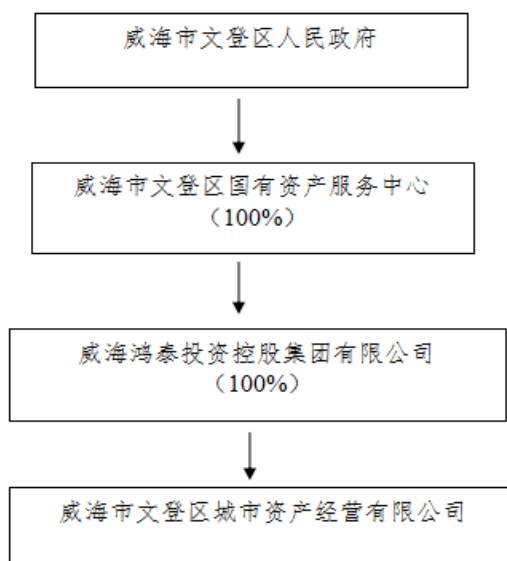 威海市文登区人民政府
威海市文登区国有资产服务中心
（100%）
威海鸿泰投资控股集团有限公司
（100%）
威海市文登区城市资产经营有限公司